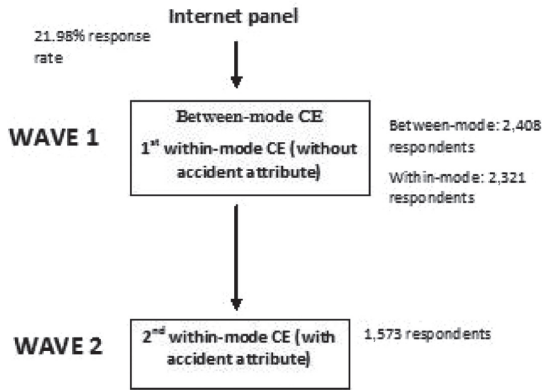 Internet panel
21.98% response
rate
WAVE 1
Between-mode CE
1st within-mode CE (without
accident attribute)
Between-mode: 2,408
respondents
Within-mode: 2,321
respondents
WAVE 2
2nd within-mode CE (with
accident attribute)
1,573 respondents